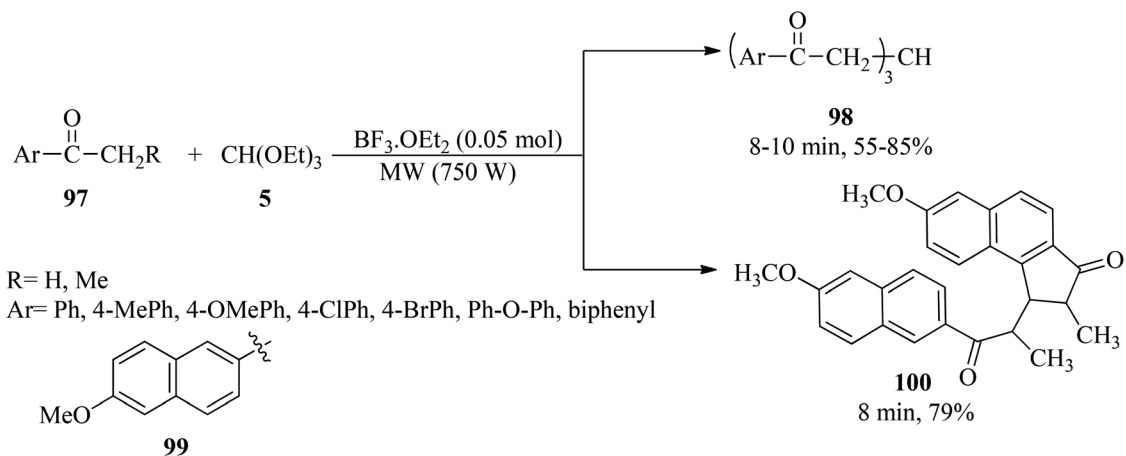 O
Ar–C–CH2R + CH(OEt)3
97 5
BF3.OEt2 (0.05 mol)
MW (750 W)
O
(Ar–C–CH2)3CH
98
8-10 min, 55-85%
H3CO
O
H3CO
CH3
O
CH3
100
8 min, 79%
R= H, Me
Ar= Ph, 4-MePh, 4-OMePh, 4-ClPh, 4-BrPh, Ph-O-Ph, biphenyl
MeO
99